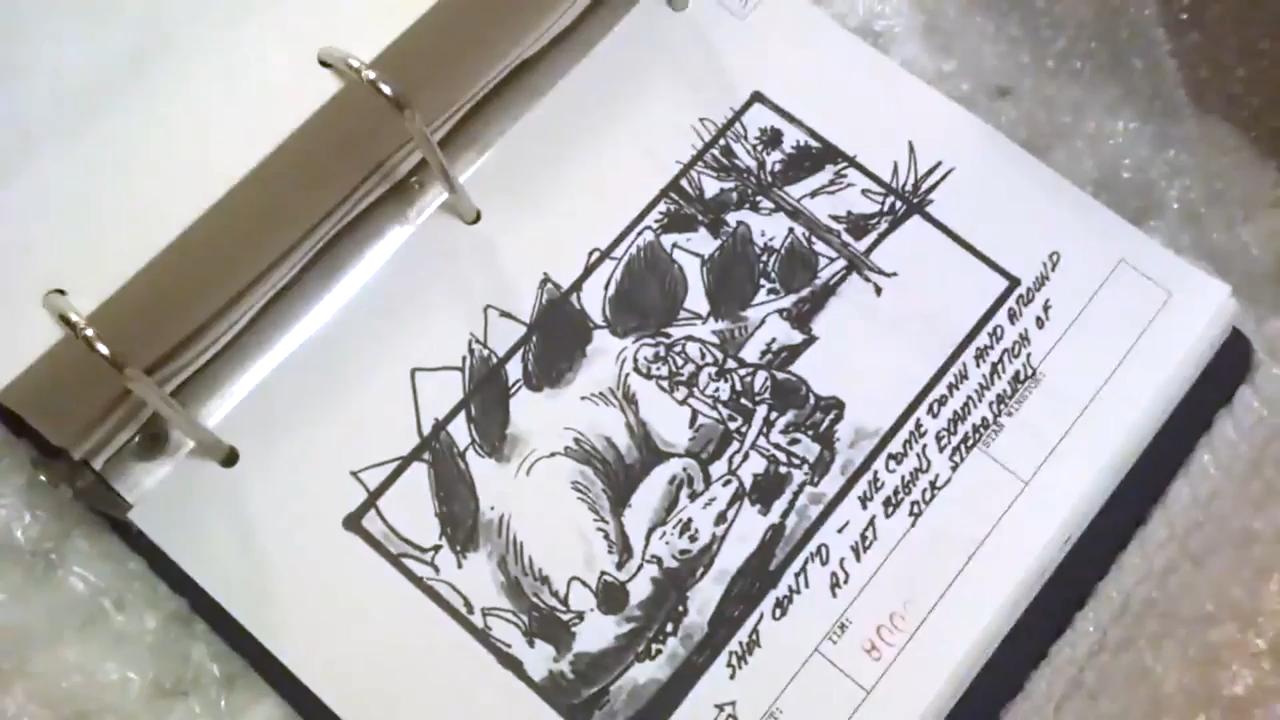 SHOT CONT'D - WE COME DOWN AND AROUND
AS VET BEGINS EXAMINATION OF
SICK STEGOSAURUS
STAN WINSTON: